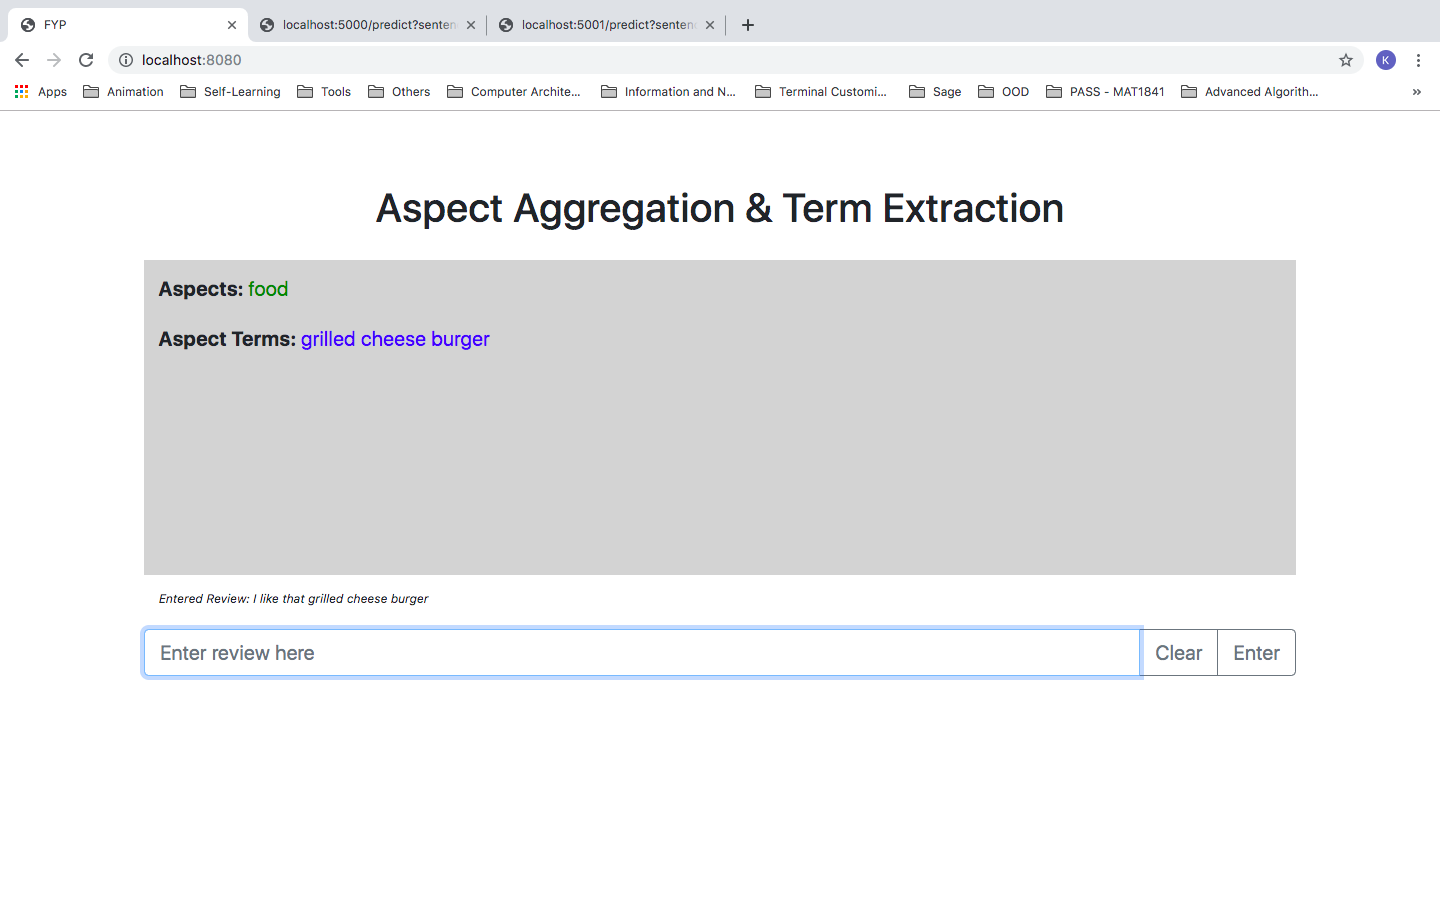 FYP
localhost:5000/predict?senten
localhost:5001/predict?senten
localhost:8080
K
Apps Animation Self-Learning Tools Others Computer Archite... Information and N... Terminal Customi... Sage OOD PASS - MAT1841 Advanced Algorith... »
Aspect Aggregation & Term Extraction
Aspects: food
Aspect Terms: grilled cheese burger
Entered Review: I like that grilled cheese burger
Enter review here Clear Enter